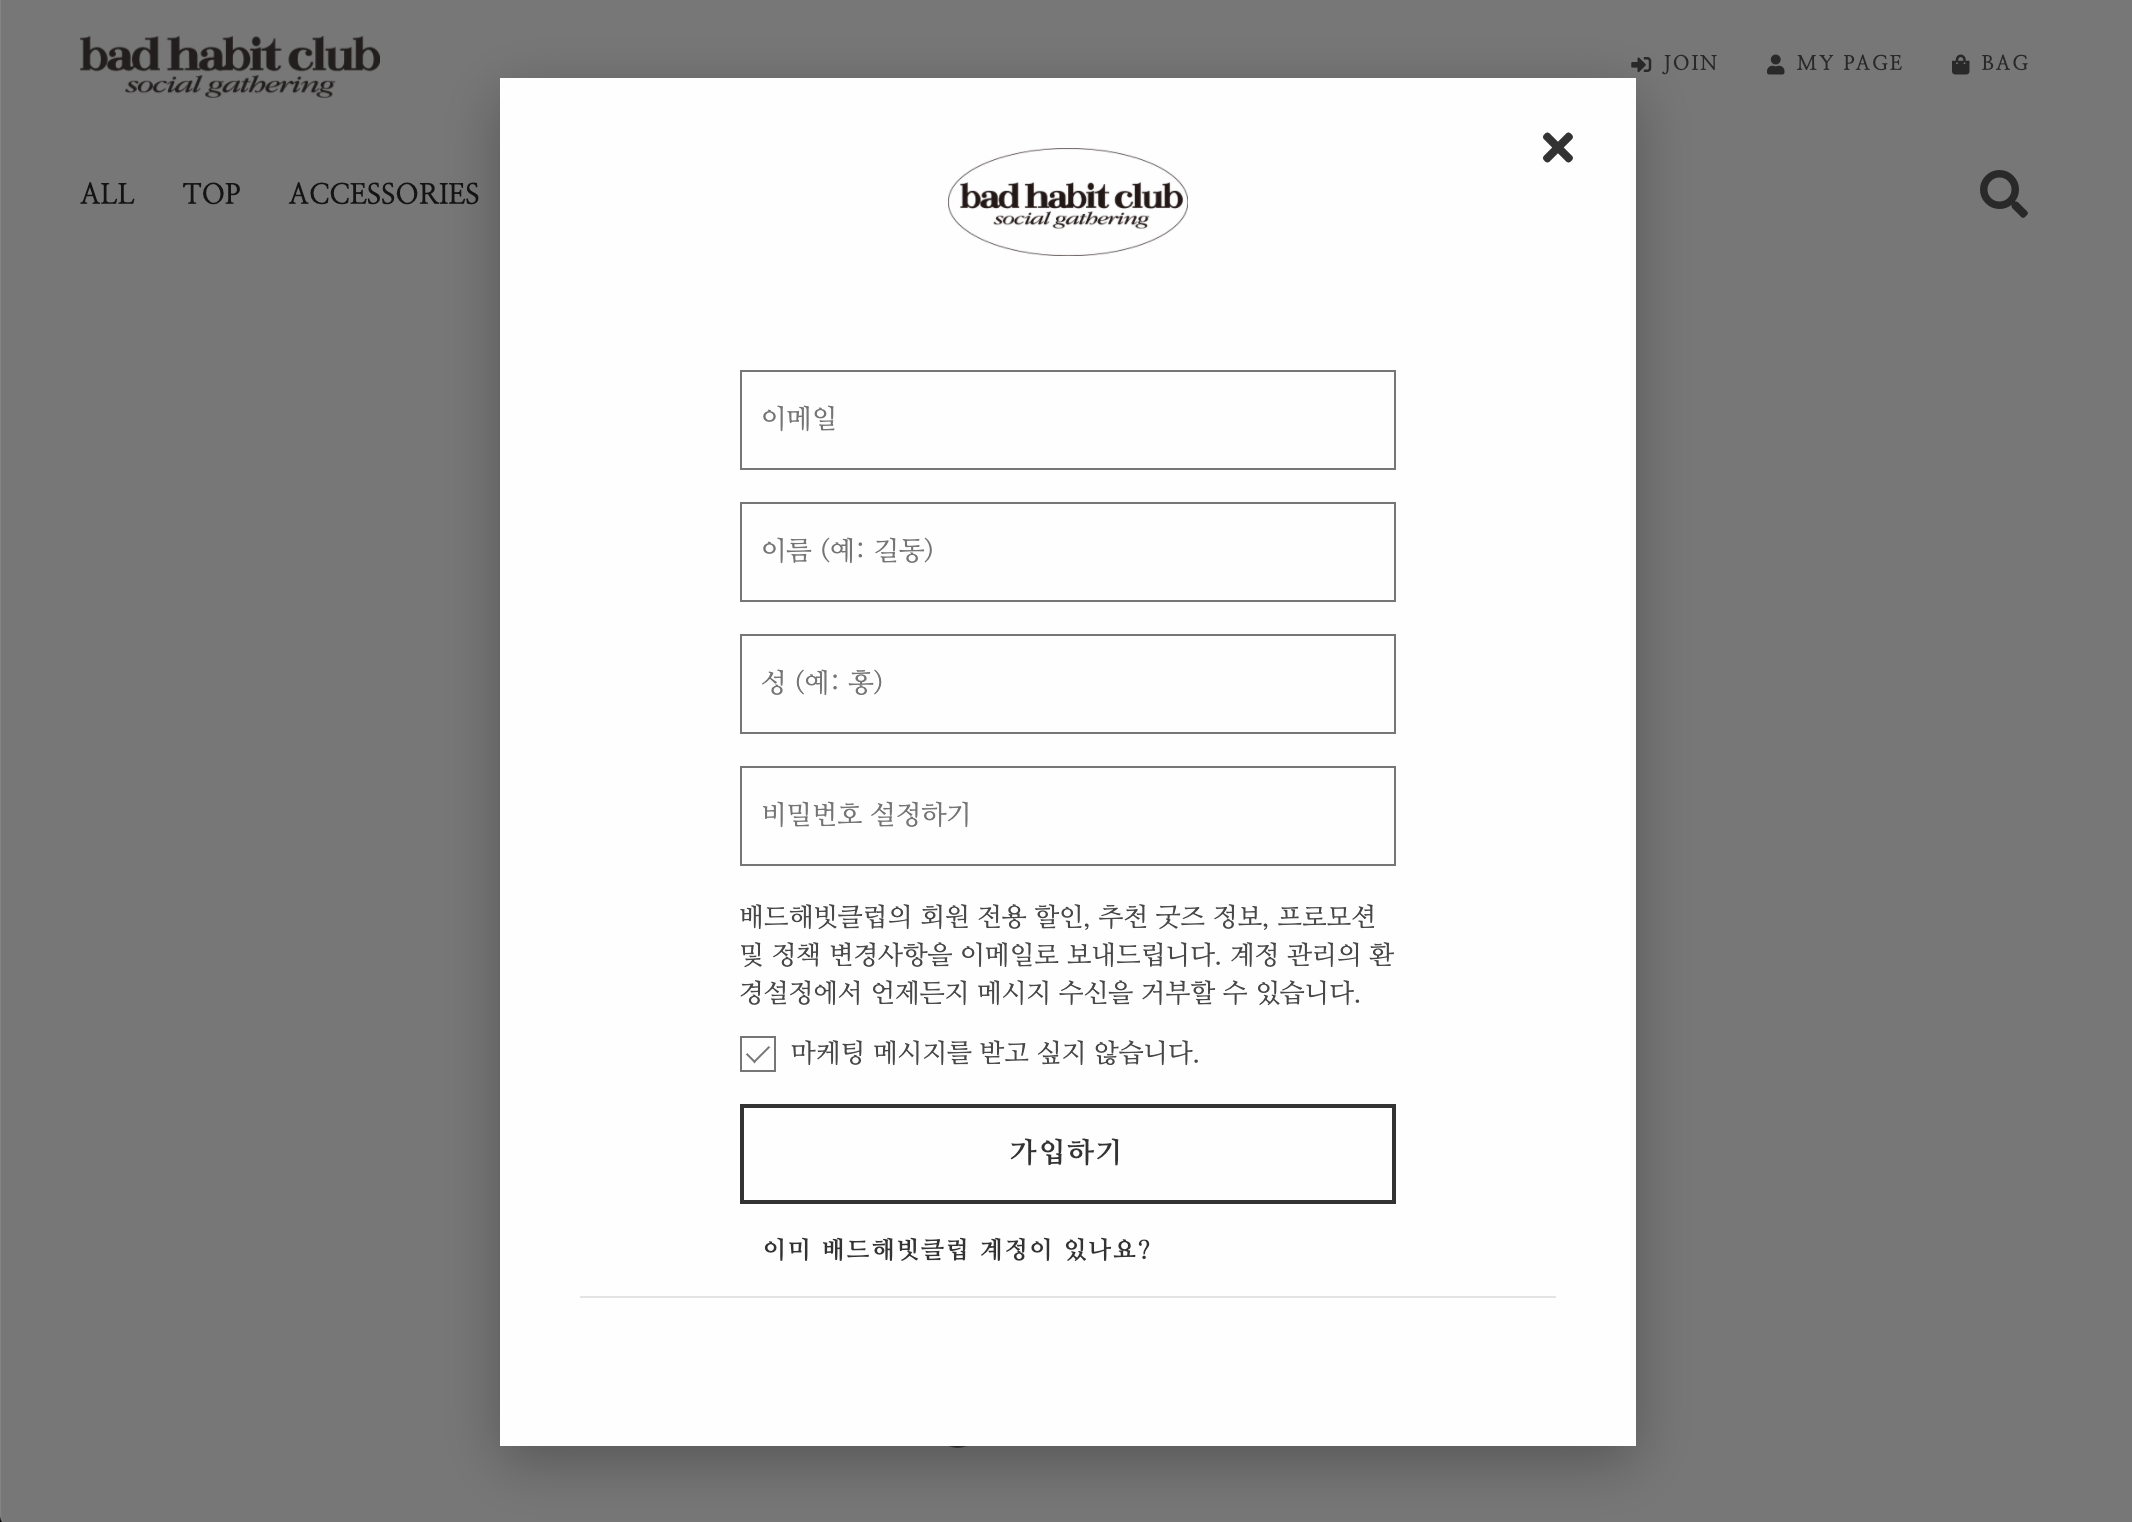 bad habit club
social gathering
JOIN
MY PAGE
BAG
ALL
TOP
ACCESSORIES
bad habit club
social gathering
이메일
이름 (예: 길동)
성 (예: 홍)
비밀번호 설정하기
배드해빗클럽의 회원 전용 할인, 추천 굿즈 정보, 프로모션
및 정책 변경사항을 이메일로 보내드립니다. 계정 관리의 환
경설정에서 언제든지 메시지 수신을 거부할 수 있습니다.
마케팅 메시지를 받고 싶지 않습니다.
가입하기
이미 배드해빗클럽 계정이 있나요?